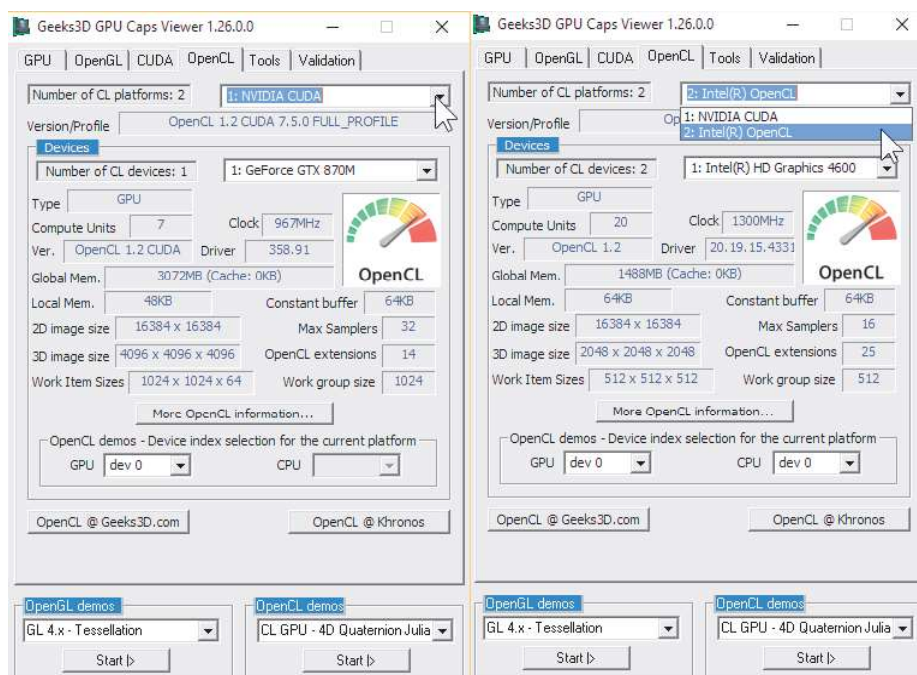 Geeks3D GPU Caps Viewer 1.26.0.0
GPU OpenGL CUDA OpenCL Tools Validation
Number of CL platforms: 2 1: NVIDIA CUDA
Version/Profile OpenCL 1.2 CUDA 7.5.0 FULL_PROFILE
Devices
Number of CL devices: 1 1: GeForce GTX 870M
Type GPU
Compute Units 7 Clock 967MHz
Ver. OpenCL 1.2 CUDA Driver 358.91
Global Mem. 3072MB (Cache: 0KB) OpenCL
Local Mem. 48KB Constant buffer 64KB
2D image size 16384 x 16384 Max Samplers 32
3D image size 4096 x 4096 x 4096 OpenCL extensions 14
Work Item Sizes 1024 x 1024 x 64 Work group size 1024
More OpenCL information...
OpenCL demos - Device index selection for the current platform
GPU dev 0 CPU
OpenCL @ Geeks3D.com OpenCL @ Khronos
OpenGL demos OpenCL demos
GL 4.x - Tessellation CL GPU - 4D Quaternion Julia
Start |> Start |>
Geeks3D GPU Caps Viewer 1.26.0.0
GPU OpenGL CUDA OpenCL Tools Validation
Number of CL platforms: 2 2: Intel(R) OpenCL
1: NVIDIA CUDA
2: Intel(R) OpenCL
Version/Profile Op
Devices
Number of CL devices: 2 1: Intel(R) HD Graphics 4600
Type GPU
Compute Units 20 Clock 1300MHz
Ver. OpenCL 1.2 Driver 20.19.15.4331
Global Mem. 1488MB (Cache: 0KB) OpenCL
Local Mem. 64KB Constant buffer 64KB
2D image size 16384 x 16384 Max Samplers 16
3D image size 2048 x 2048 x 2048 OpenCL extensions 25
Work Item Sizes 512 x 512 x 512 Work group size 512
More OpenCL information...
OpenCL demos - Device index selection for the current platform
GPU dev 0 CPU dev 0
OpenCL @ Geeks3D.com OpenCL @ Khronos
OpenGL demos OpenCL demos
GL 4.x - Tessellation CL GPU - 4D Quaternion Julia
Start |> Start |>